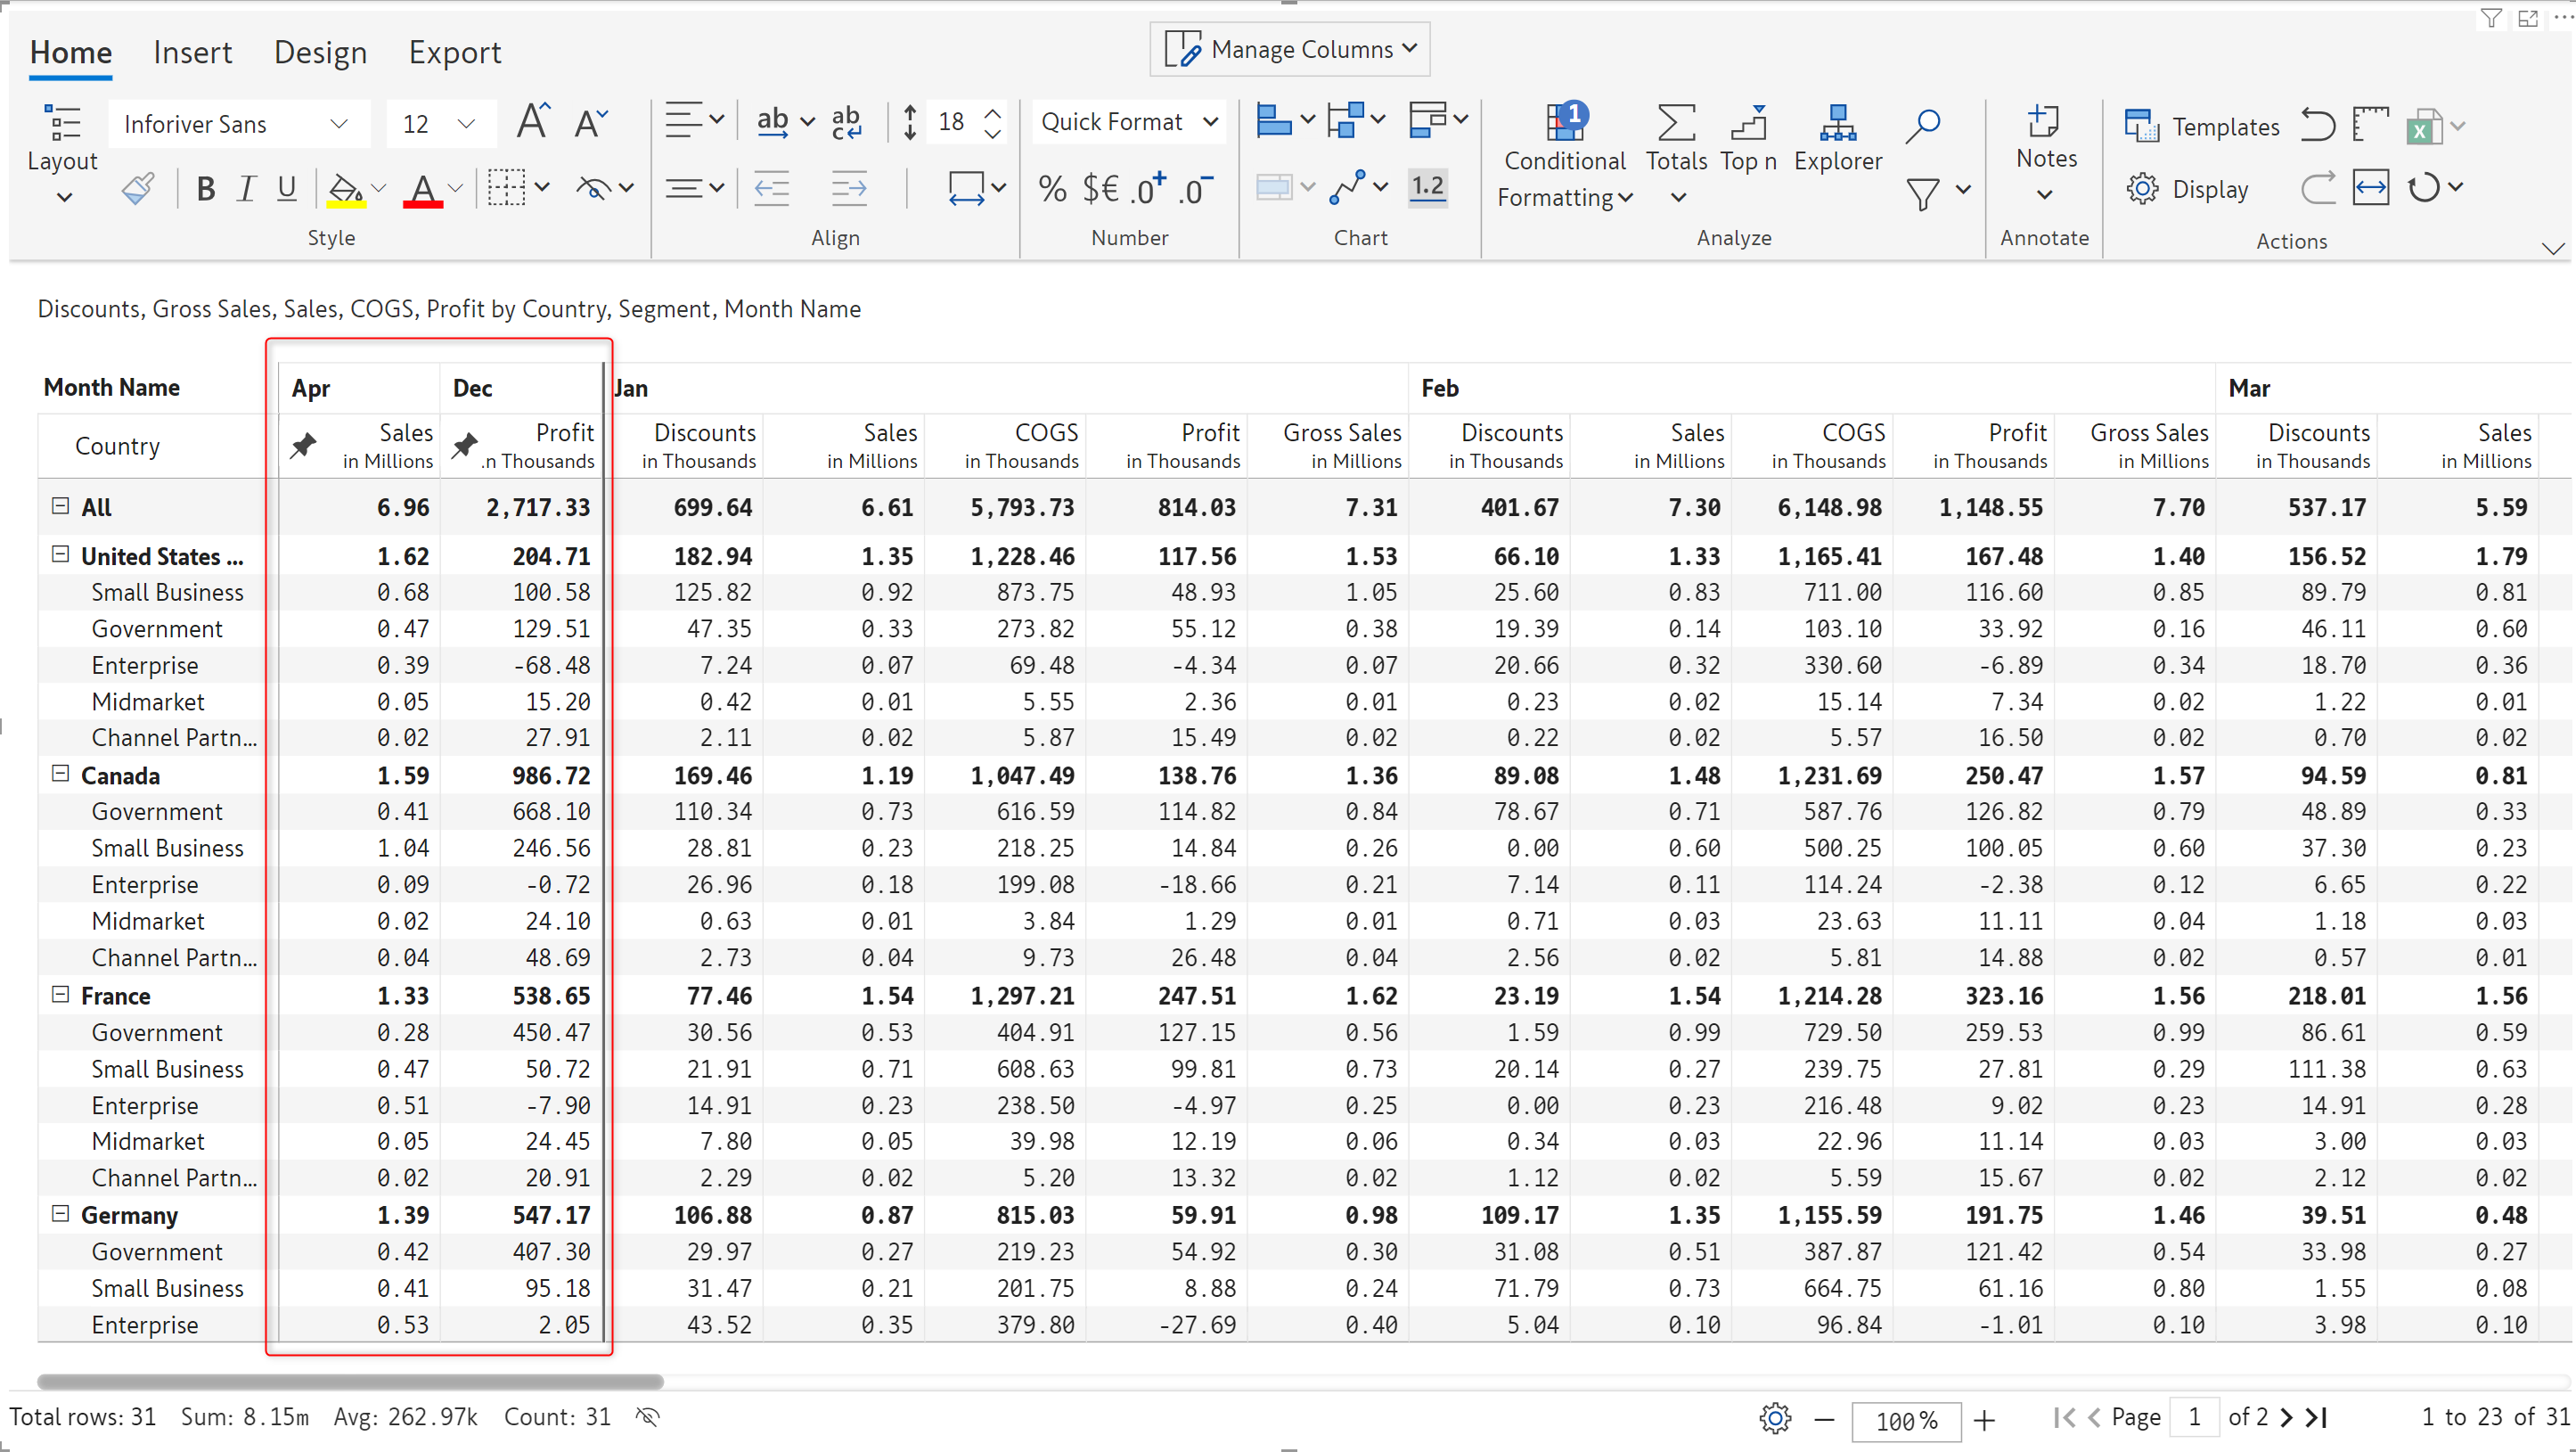 Home Insert Design Export Manage Columns
Inforiver Sans 12 18 Quick Format 1
Layout ab ab c Conditional Formatting Totals Top n Explorer Notes Templates
B I U A % $€ .0+ .0- 1.2 Display
Style Align Number Chart Analyze Annotate Actions
Discounts, Gross Sales, Sales, COGS, Profit by Country, Segment, Month Name
Month Name Apr Dec Jan Feb Mar
Country Sales Profit Discounts Sales COGS Profit Gross Sales Discounts Sales COGS Profit Gross Sales Discounts Sales
in Millions .n Thousands in Thousands in Millions in Thousands in Thousands in Millions in Thousands in Millions in Thousands in Thousands in Millions in Thousands in Millions
All 6.96 2,717.33 699.64 6.61 5,793.73 814.03 7.31 401.67 7.30 6,148.98 1,148.55 7.70 537.17 5.59
United States ... 1.62 204.71 182.94 1.35 1,228.46 117.56 1.53 66.10 1.33 1,165.41 167.48 1.40 156.52 1.79
Small Business 0.68 100.58 125.82 0.92 873.75 48.93 1.05 25.60 0.83 711.00 116.60 0.85 89.79 0.81
Government 0.47 129.51 47.35 0.33 273.82 55.12 0.38 19.39 0.14 103.10 33.92 0.16 46.11 0.60
Enterprise 0.39 -68.48 7.24 0.07 69.48 -4.34 0.07 20.66 0.32 330.60 -6.89 0.34 18.70 0.36
Midmarket 0.05 15.20 0.42 0.01 5.55 2.36 0.01 0.23 0.02 15.14 7.34 0.02 1.22 0.01
Channel Partn... 0.02 27.91 2.11 0.02 5.87 15.49 0.02 0.22 0.02 5.57 16.50 0.02 0.70 0.02
Canada 1.59 986.72 169.46 1.19 1,047.49 138.76 1.36 89.08 1.48 1,231.69 250.47 1.57 94.59 0.81
Government 0.41 668.10 110.34 0.73 616.59 114.82 0.84 78.67 0.71 587.76 126.82 0.79 48.89 0.33
Small Business 1.04 246.56 28.81 0.23 218.25 14.84 0.26 0.00 0.60 500.25 100.05 0.60 37.30 0.23
Enterprise 0.09 -0.72 26.96 0.18 199.08 -18.66 0.21 7.14 0.11 114.24 -2.38 0.12 6.65 0.22
Midmarket 0.02 24.10 0.63 0.01 3.84 1.29 0.01 0.71 0.03 23.63 11.11 0.04 1.18 0.03
Channel Partn... 0.04 48.69 2.73 0.04 9.73 26.48 0.04 2.56 0.02 5.81 14.88 0.02 0.57 0.01
France 1.33 538.65 77.46 1.54 1,297.21 247.51 1.62 23.19 1.54 1,214.28 323.16 1.56 218.01 1.56
Government 0.28 450.47 30.56 0.53 404.91 127.15 0.56 1.59 0.99 729.50 259.53 0.99 86.61 0.59
Small Business 0.47 50.72 21.91 0.71 608.63 99.81 0.73 20.14 0.27 239.75 27.81 0.29 111.38 0.63
Enterprise 0.51 -7.90 14.91 0.23 238.50 -4.97 0.25 0.00 0.23 216.48 9.02 0.23 14.91 0.28
Midmarket 0.05 24.45 7.80 0.05 39.98 12.19 0.06 0.34 0.03 22.96 11.14 0.03 3.00 0.03
Channel Partn... 0.02 20.91 2.29 0.02 5.20 13.32 0.02 1.12 0.02 5.59 15.67 0.02 2.12 0.02
Germany 1.39 547.17 106.88 0.87 815.03 59.91 0.98 109.17 1.35 1,155.59 191.75 1.46 39.51 0.48
Government 0.42 407.30 29.97 0.27 219.23 54.92 0.30 31.08 0.51 387.87 121.42 0.54 33.98 0.27
Small Business 0.41 95.18 31.47 0.21 201.75 8.88 0.24 71.79 0.73 664.75 61.16 0.80 1.55 0.08
Enterprise 0.53 2.05 43.52 0.35 379.80 -27.69 0.40 5.04 0.10 96.84 -1.01 0.10 3.98 0.10
Total rows: 31 Sum: 8.15m Avg: 262.97k Count: 31 − 100% + Page 1 of 2 1 to 23 of 31